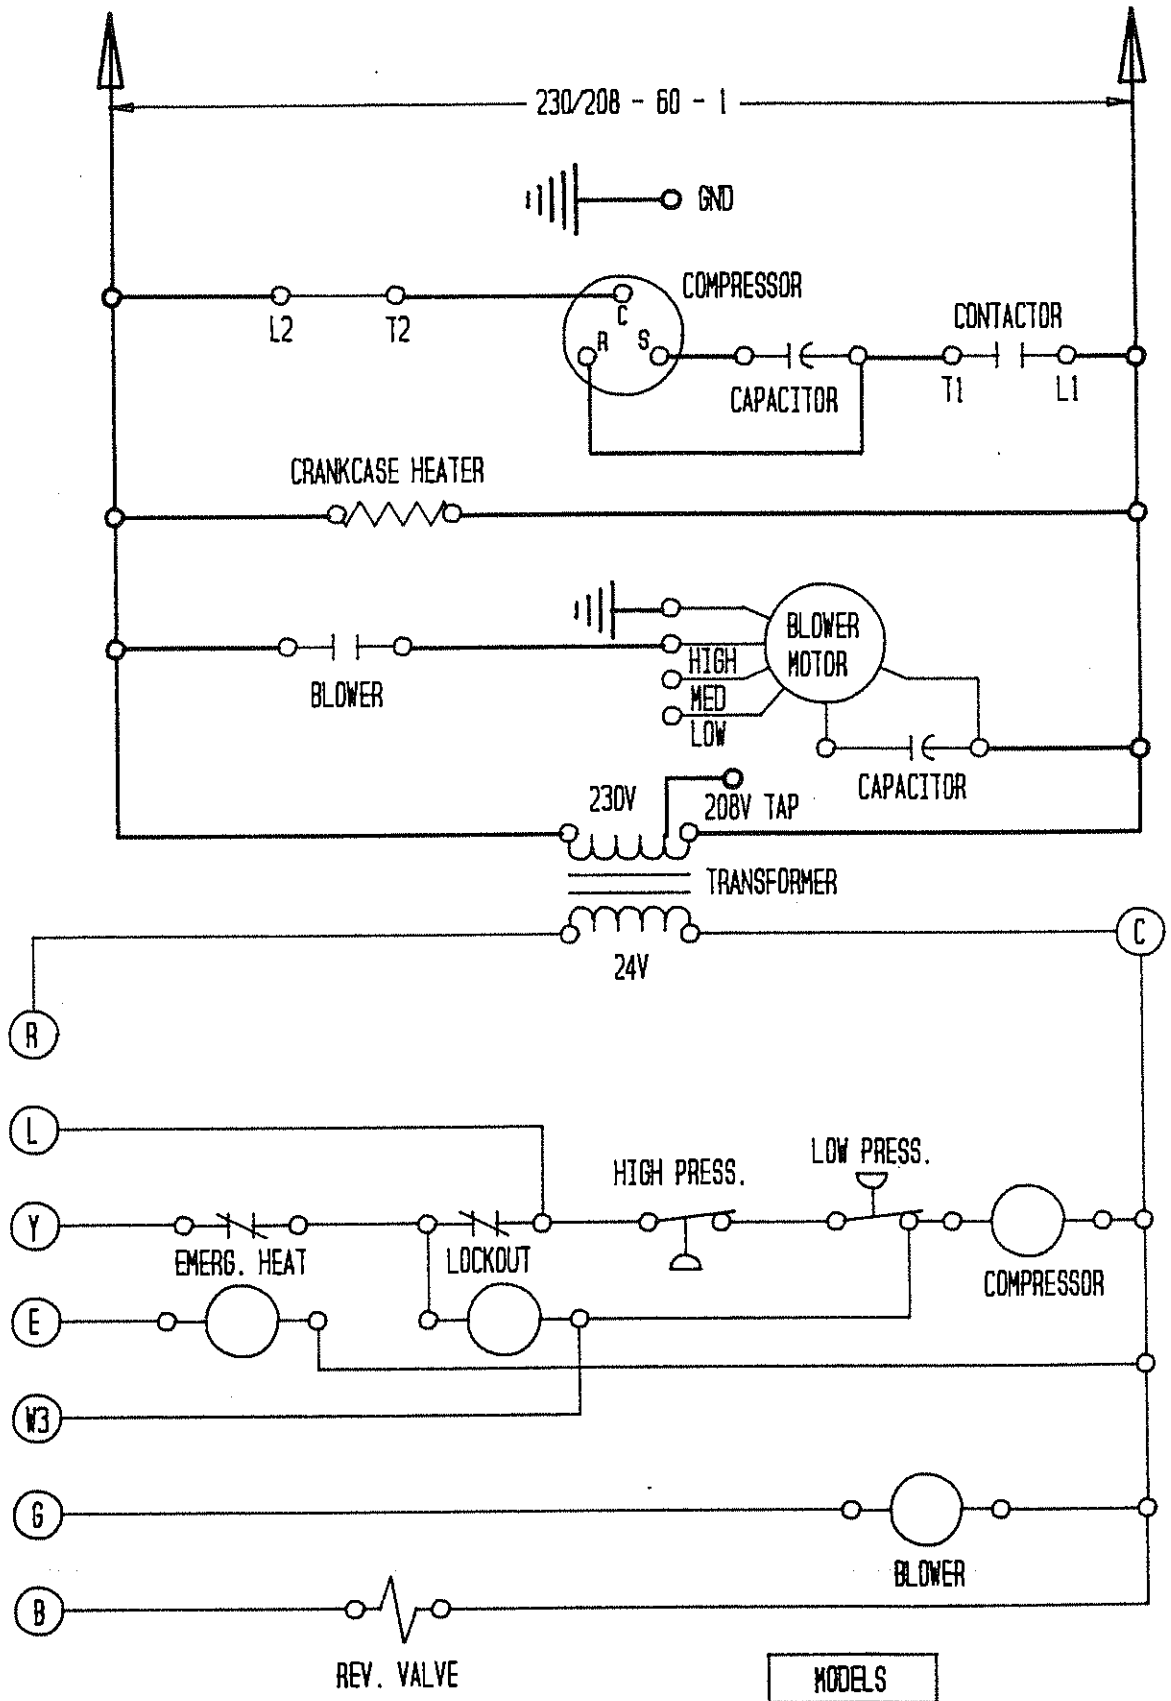 230/208 - 60 - 1
GND
COMPRESSOR
C
R S
L2 T2
CONTACTOR
CAPACITOR
T1 L1
CRANKCASE HEATER
BLOWER
MOTOR
HIGH
MED
LOW
BLOWER
CAPACITOR
230V
208V TAP
TRANSFORMER
24V
C
R
L
LOW PRESS.
HIGH PRESS.
Y
EMERG. HEAT
LOCKOUT
COMPRESSOR
E
W3
G
BLOWER
B
REV. VALVE
MODELS